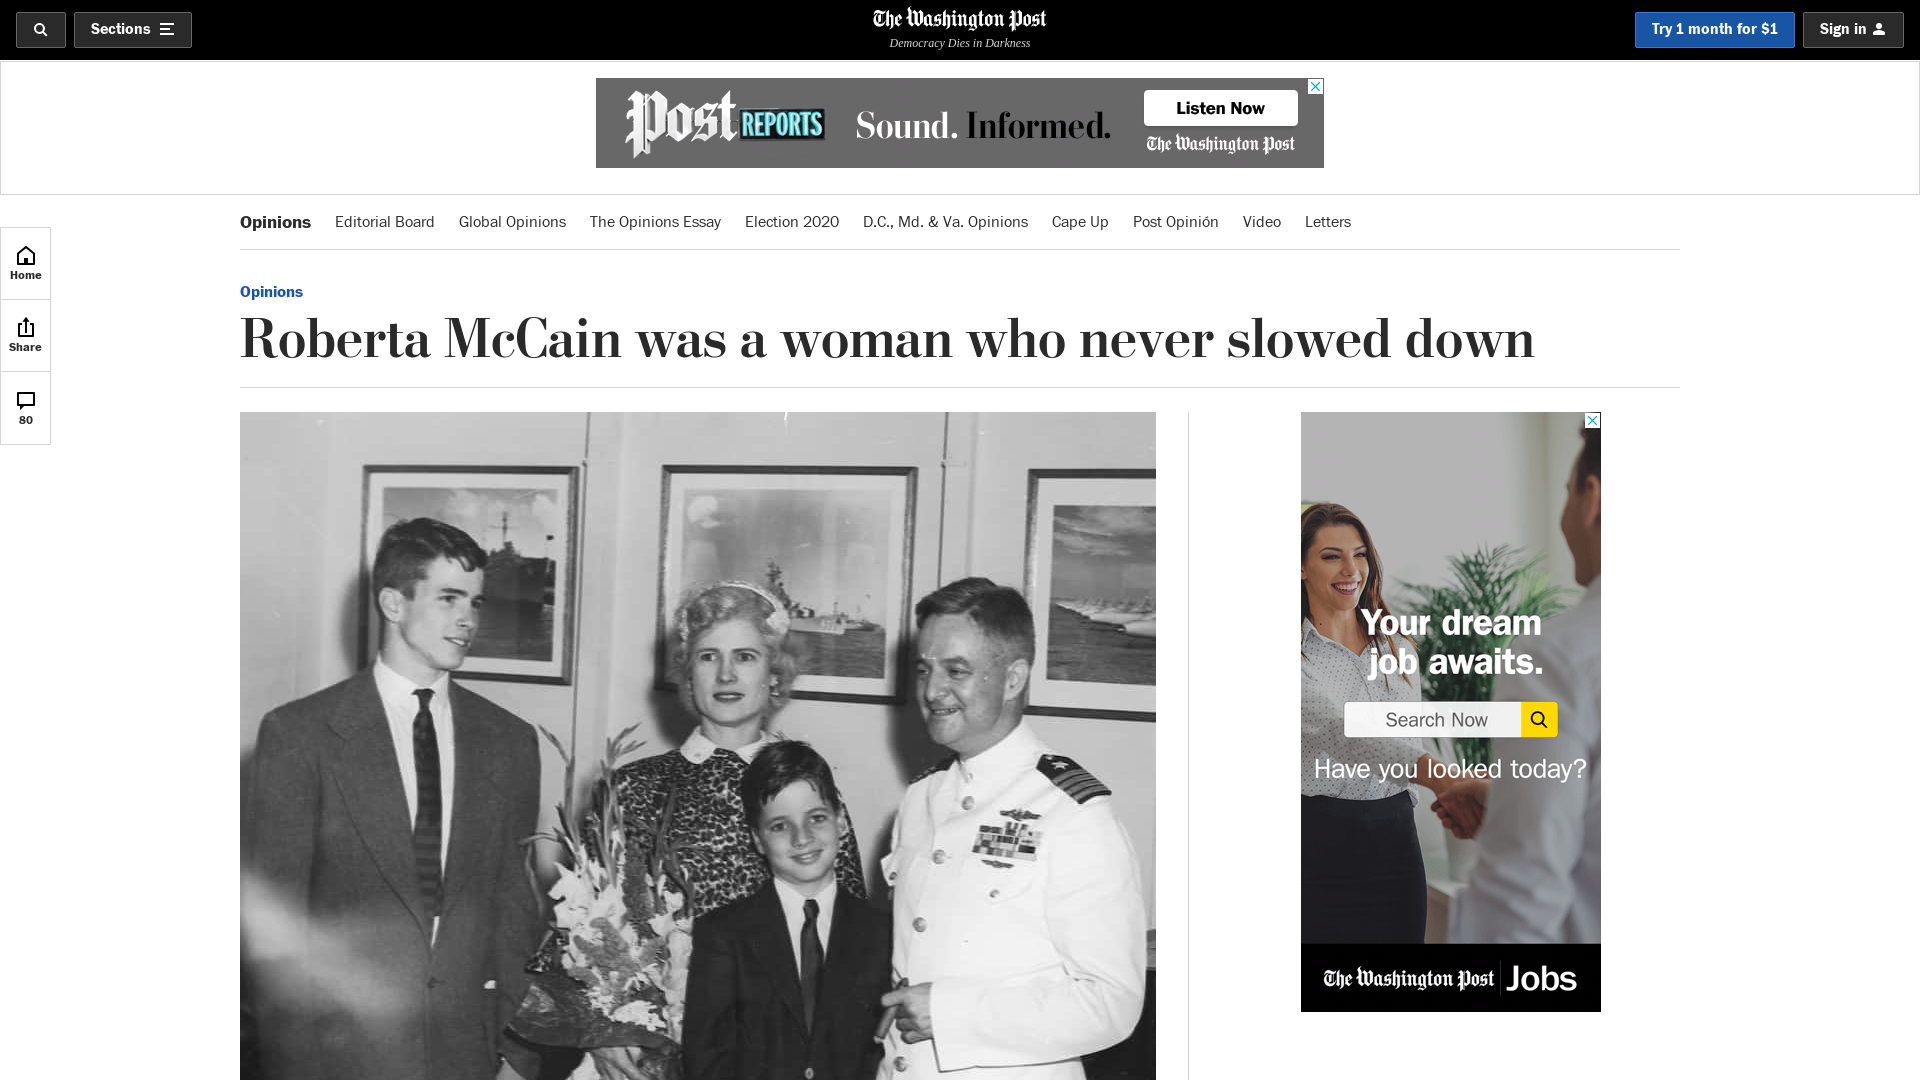 Sections
The Washington Post
Democracy Dies in Darkness
Try 1 month for $1
Sign in
Post REPORTS
Sound. Informed.
Listen Now
The Washington Post
Opinions
Editorial Board
Global Opinions
The Opinions Essay
Election 2020
D.C., Md. & Va. Opinions
Cape Up
Post Opinión
Video
Letters
Home
Share
80
Opinions
Roberta McCain was a woman who never slowed down
Your dream
job awaits.
Search Now
Have you looked today?
The Washington Post Jobs